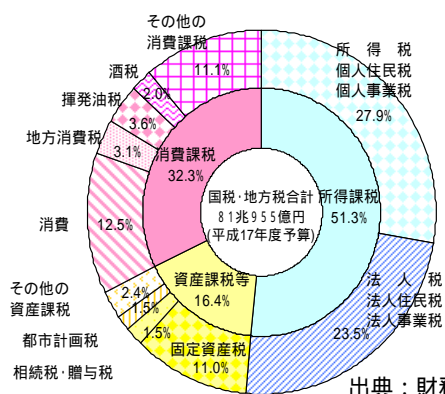 その他の
消費課税
11.1%
酒税
2.0%
揮発油税
3.6%
地方消費税
3.1%
消費
12.5%
消費課税
32.3%
所得税
個人住民税
個人事業税
27.9%
国税・地方税合計
81兆955億円
(平成17年度予算)
所得課税
51.3%
資産課税等
16.4%
法人税
法人住民税
法人事業税
23.5%
その他の
資産課税
2.4%
都市計画税
1.5%
相続税・贈与税
1.5%
固定資産税
11.0%
出典：財